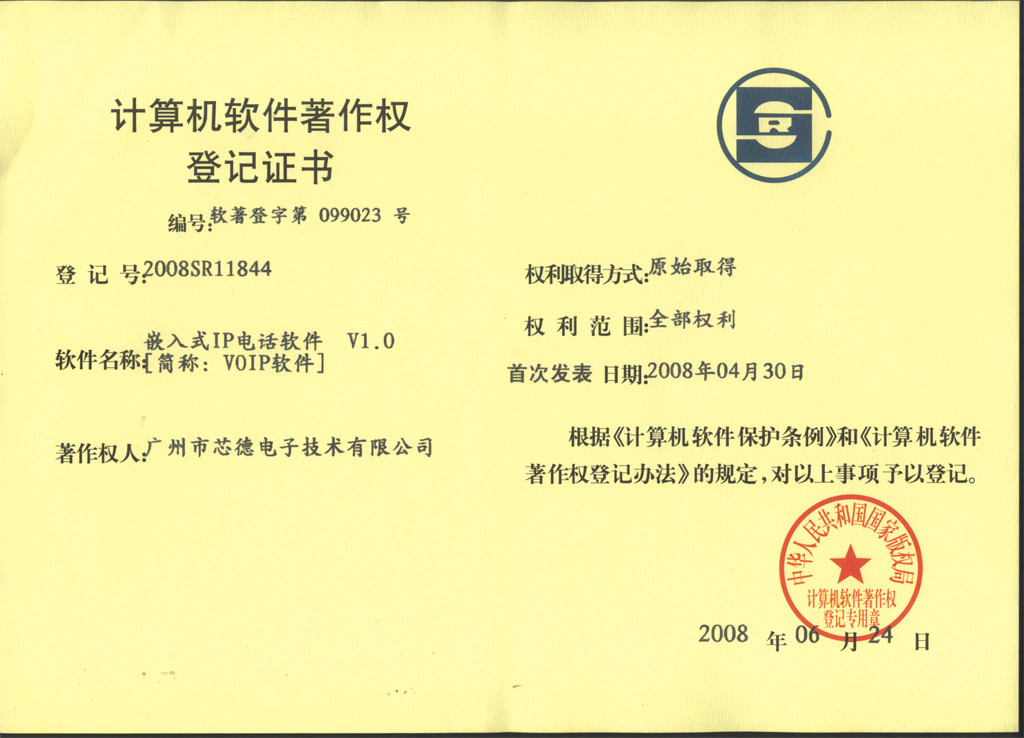 计算机软件著作权
登记证书
编号:软著登字第 099023 号
登 记 号:2008SR11844
软件名称:嵌入式IP电话软件 V1.0
[简称: VOIP软件]
著作权人:广州市芯德电子技术有限公司
SR
权利取得方式:原始取得
权 利 范 围:全部权利
首次发表 日期:2008年04月30日
根据《计算机软件保护条例》和《计算机软件
著作权登记办法》的规定,对以上事项予以登记。
中华人民共和国国家版权局
计算机软件著作权
登记专用章
2008 年 06 月 24 日